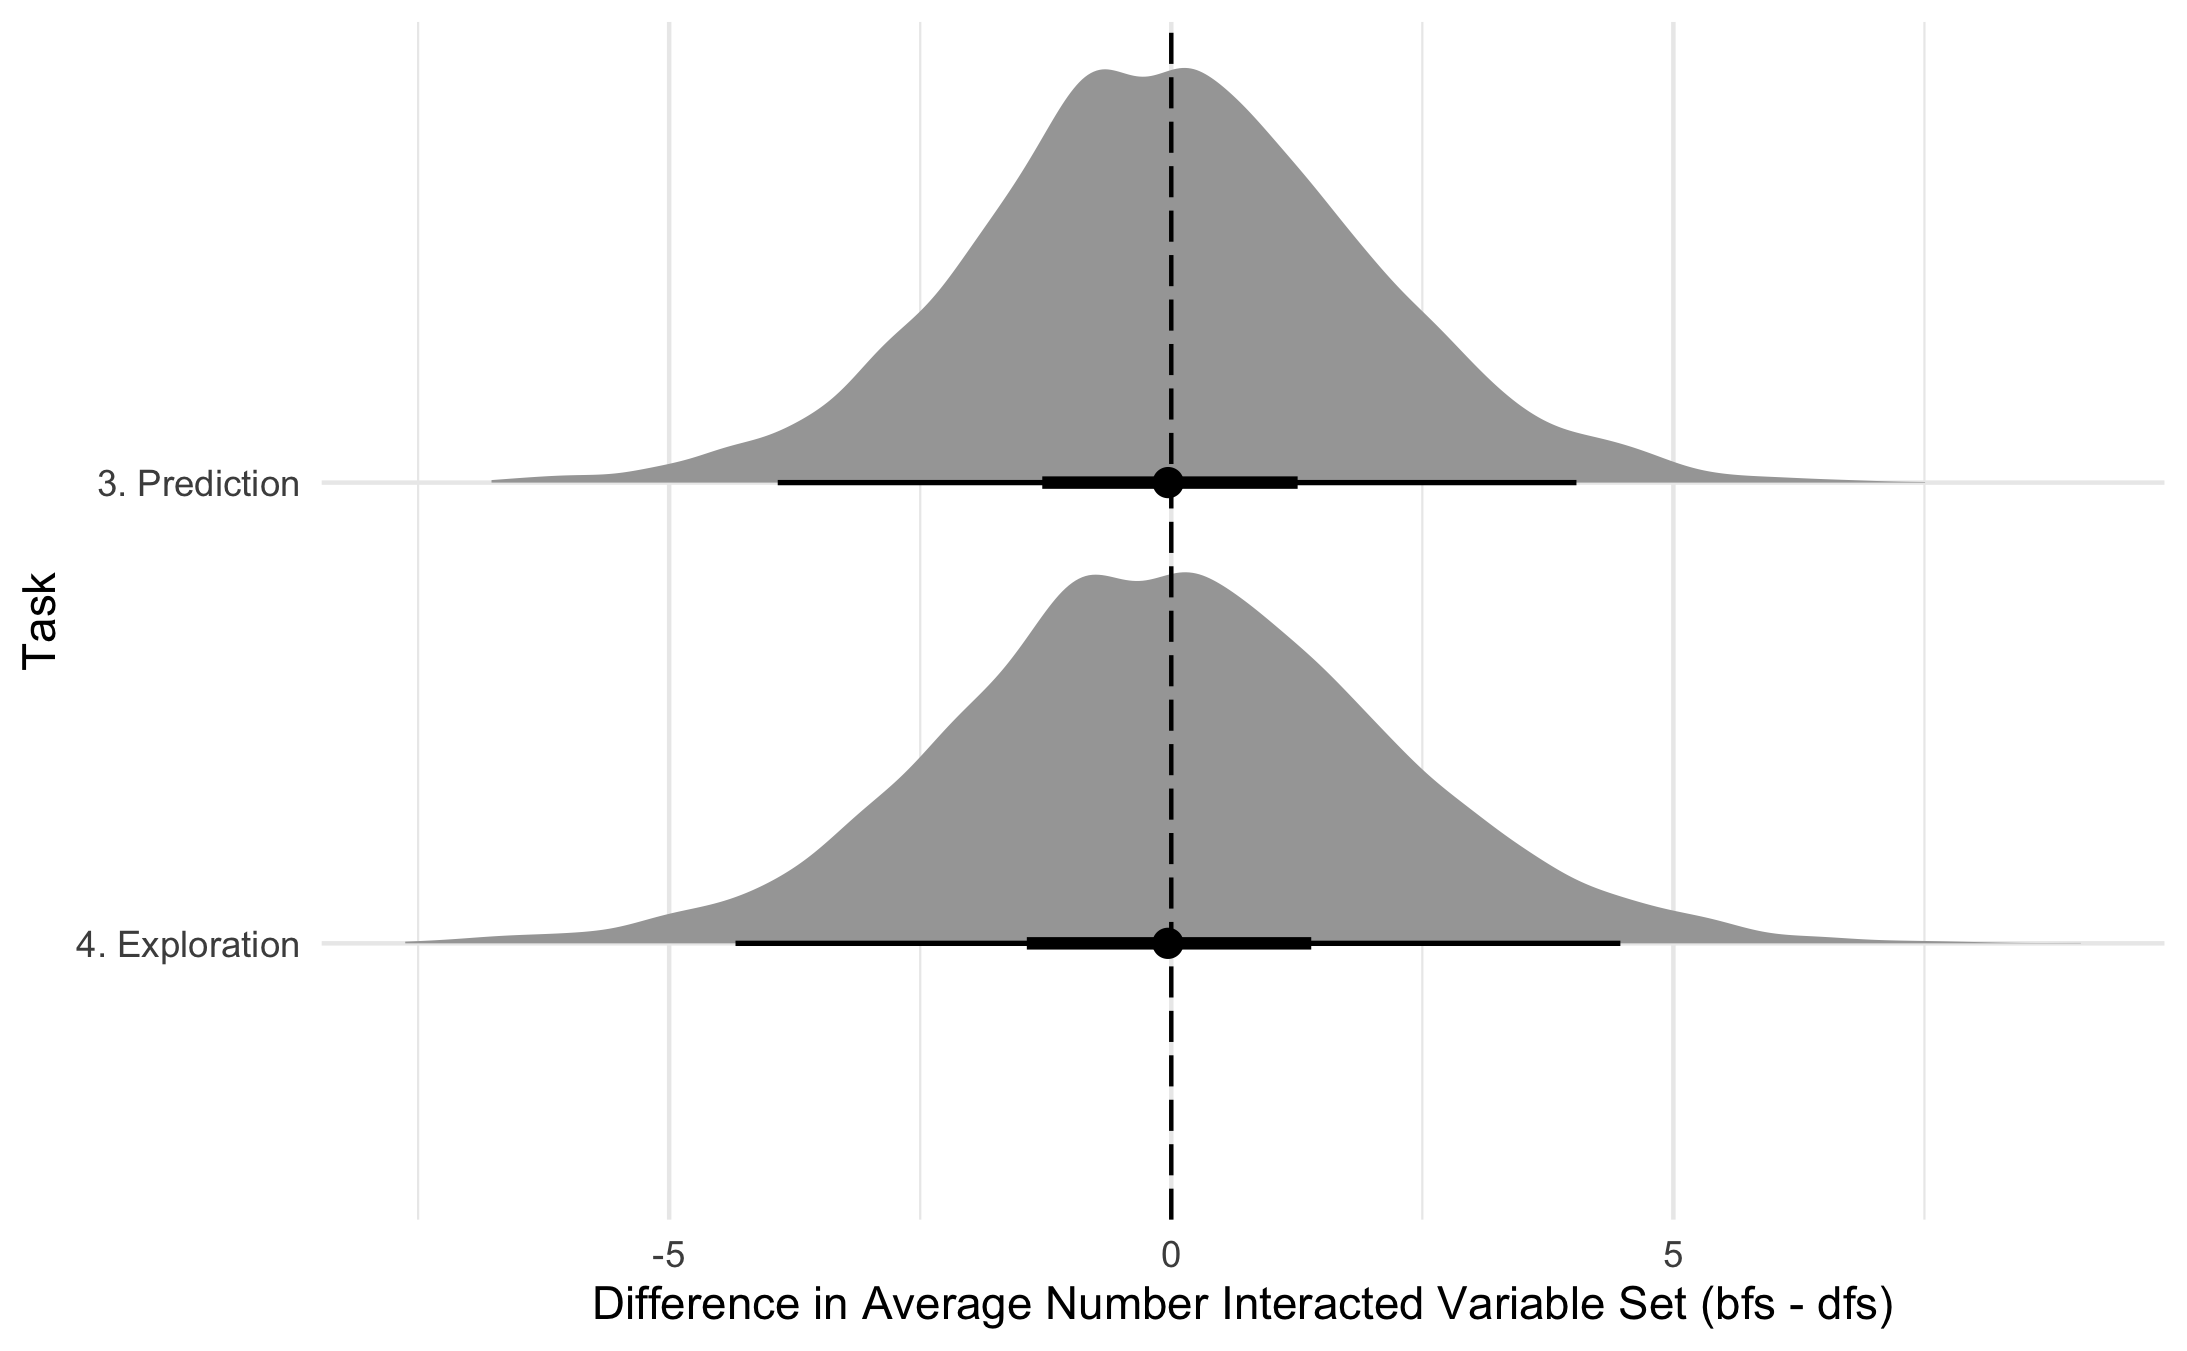 Task
3. Prediction
4. Exploration
-5 0 5
Difference in Average Number Interacted Variable Set (bfs - dfs)